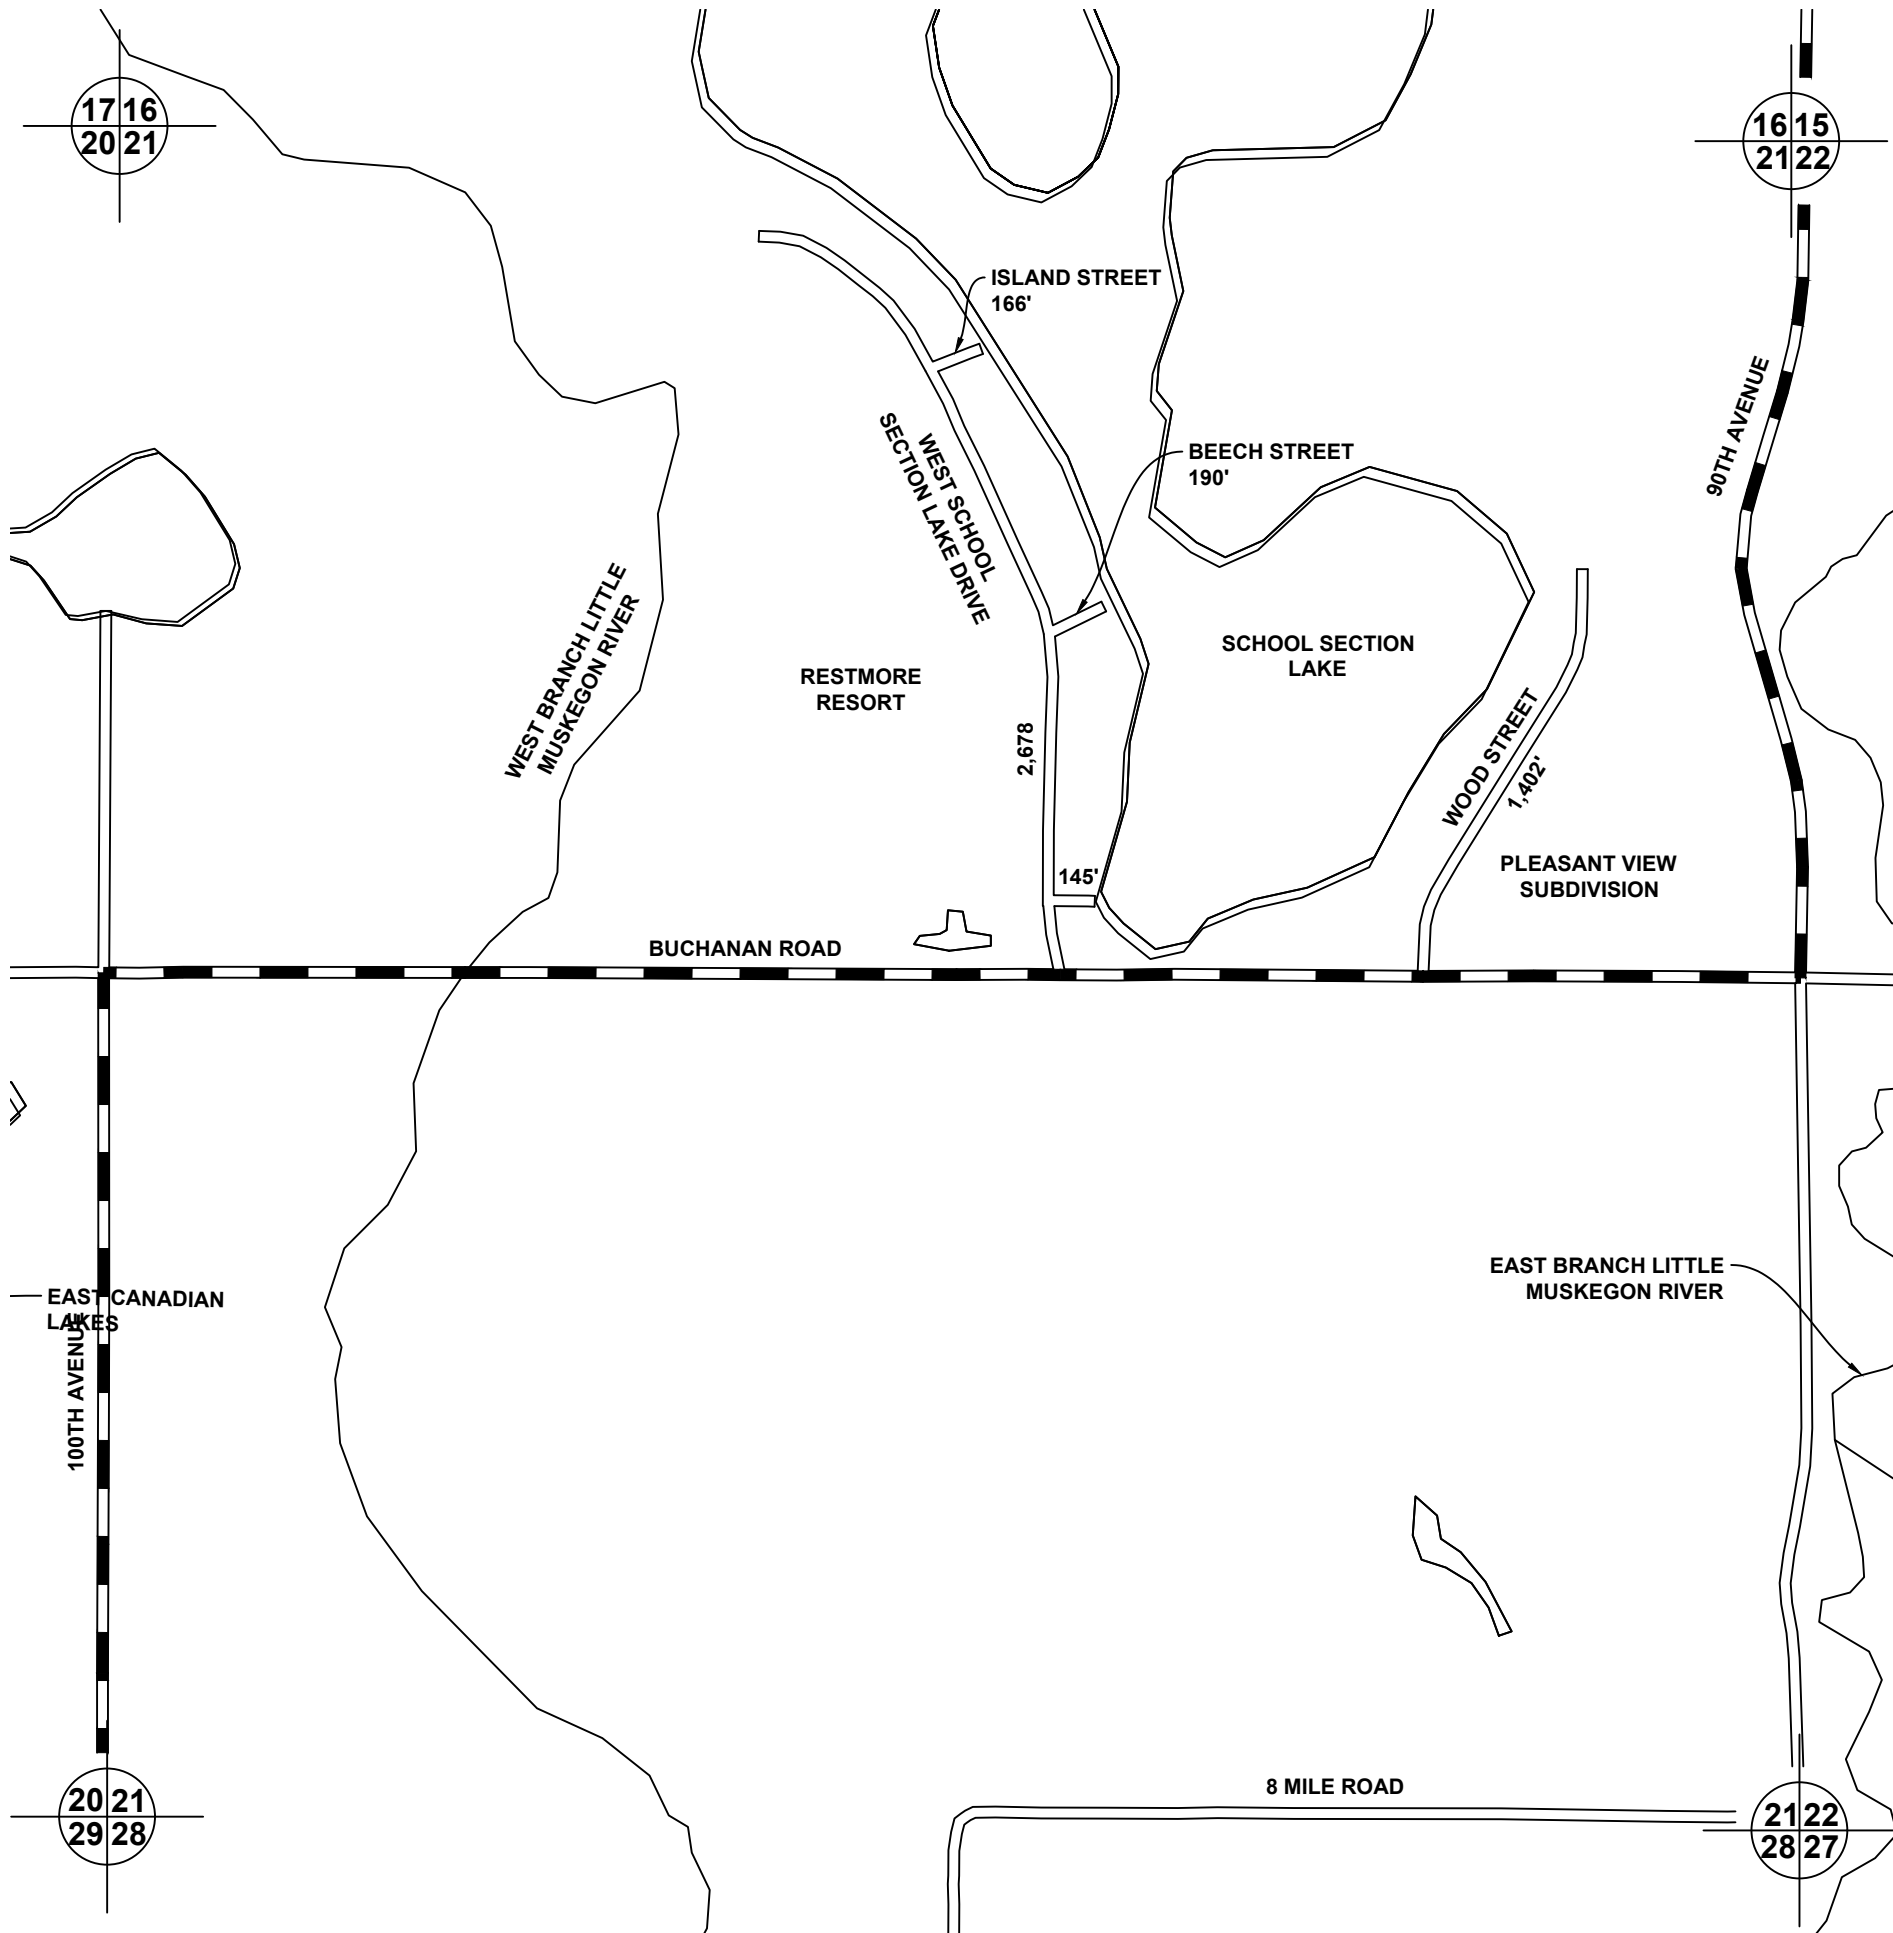 17 16
20 21
16 15
21 22
ISLAND STREET
166'
90TH AVENUE
WEST SCHOOL
SECTION LAKE DRIVE
BEECH STREET
190'
WEST BRANCH LITTLE
MUSKEGON RIVER
SCHOOL SECTION
LAKE
RESTMORE
RESORT
2,678
WOOD STREET
1,402'
PLEASANT VIEW
SUBDIVISION
145'
BUCHANAN ROAD
EAST BRANCH LITTLE
MUSKEGON RIVER
EAST CANADIAN
LAKES
100TH AVENUE
8 MILE ROAD
20 21
29 28
21 22
28 27